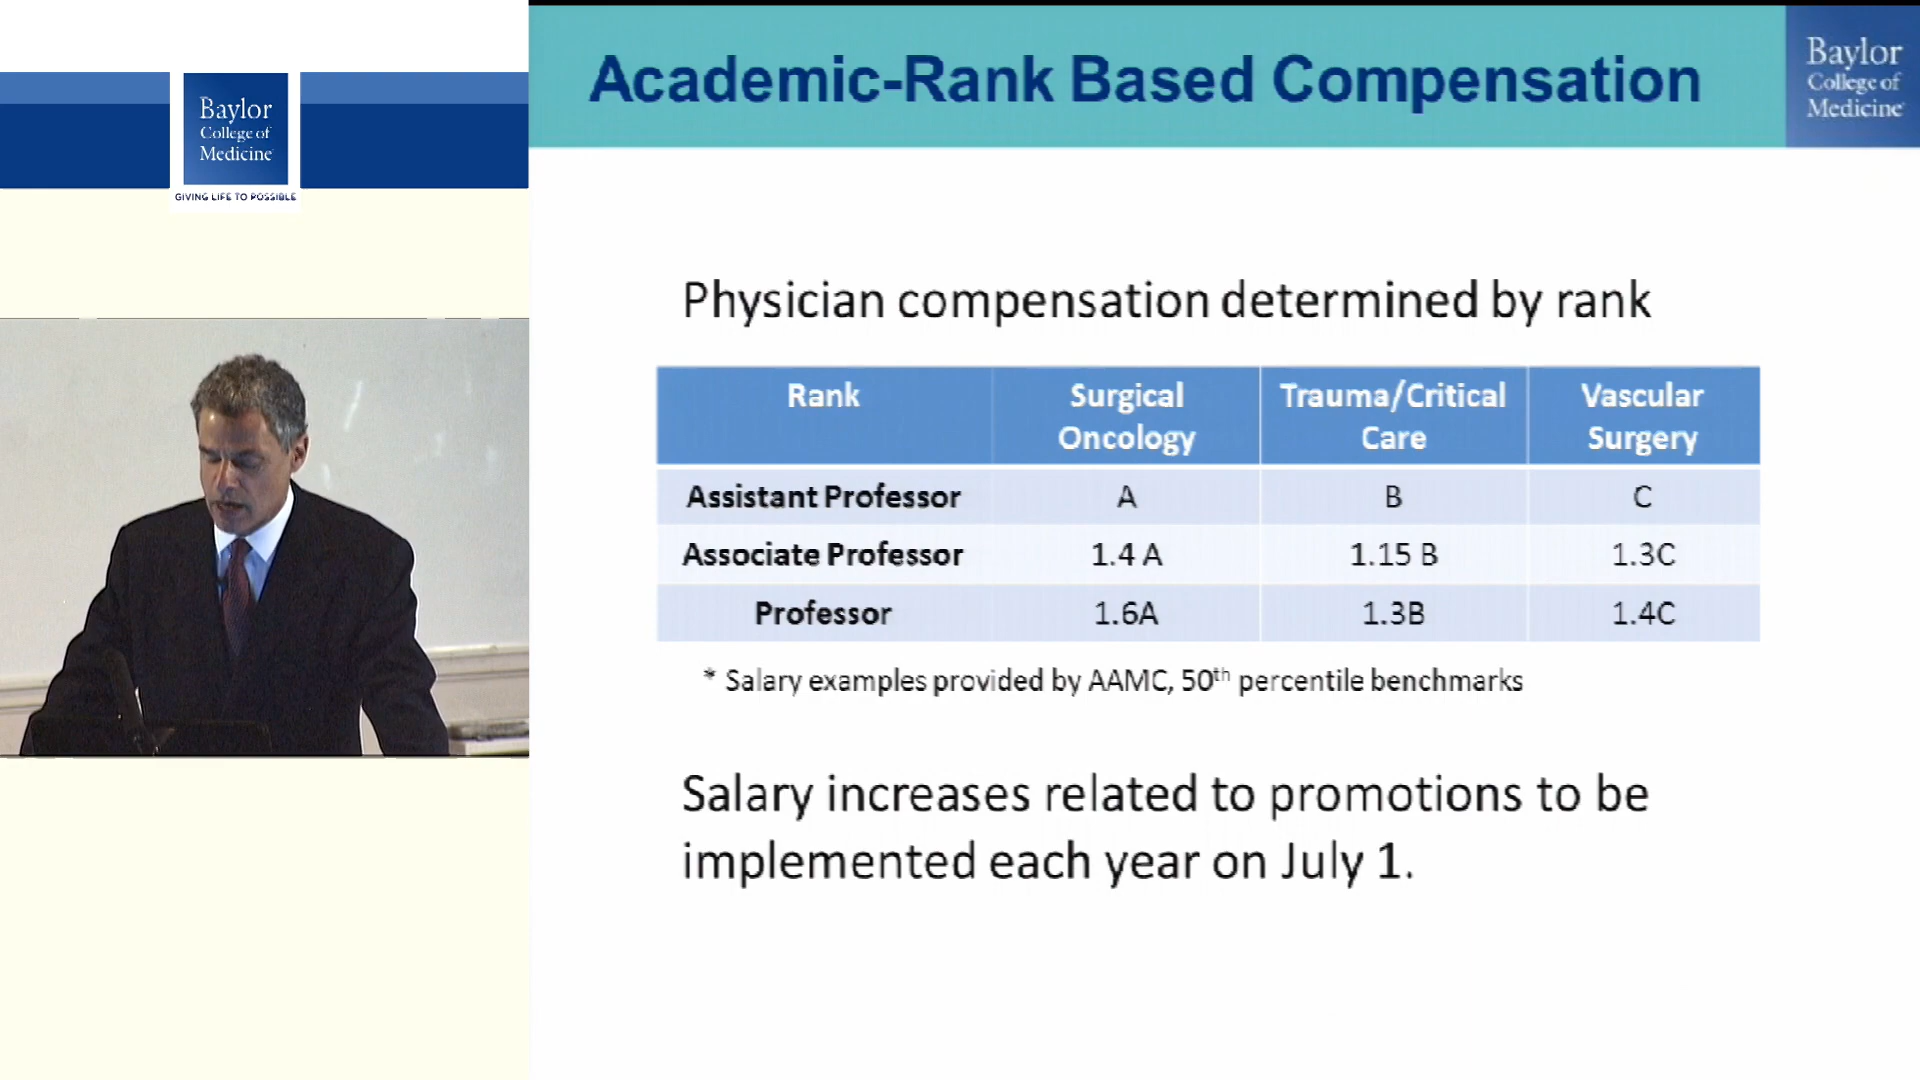 Baylor
College of
Medicine
GIVING LIFE TO POSSIBLE
Academic-Rank Based Compensation
Baylor
College of
Medicine
Physician compensation determined by rank
Rank Surgical Oncology Trauma/Critical Care Vascular Surgery
Assistant Professor A B C
Associate Professor 1.4 A 1.15 B 1.3C
Professor 1.6A 1.3B 1.4C
* Salary examples provided by AAMC, 50th percentile benchmarks
Salary increases related to promotions to be
implemented each year on July 1.